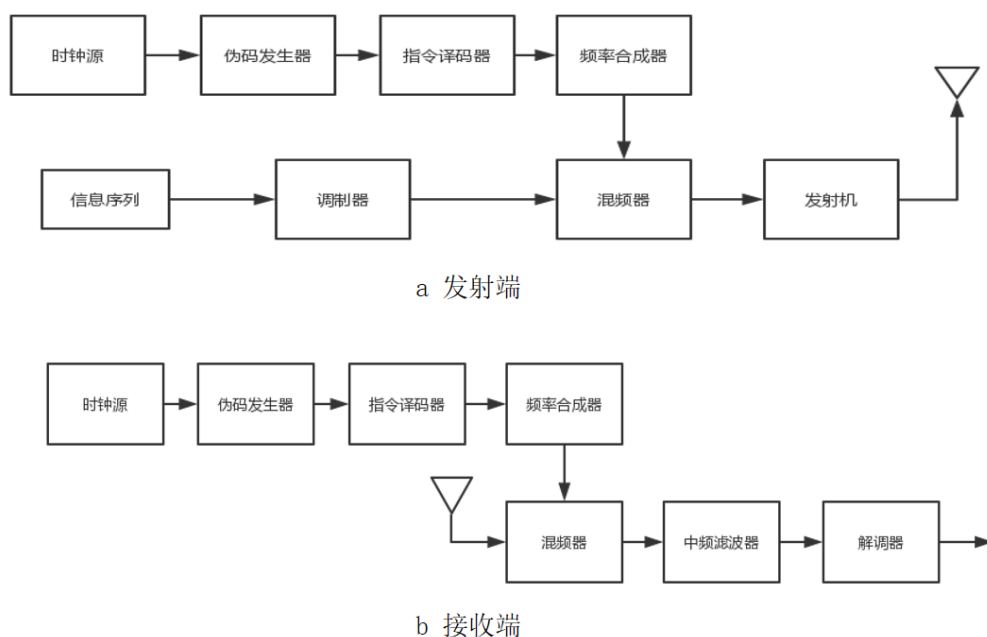 时钟源
伪码发生器
指令译码器
频率合成器
信息序列
调制器
混频器
发射机
a 发射端
时钟源
伪码发生器
指令译码器
频率合成器
混频器
中频滤波器
解调器
b 接收端